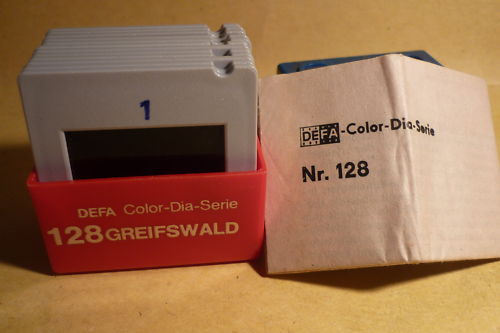 1
DEFA Color-Dia-Serie
128 GREIFSWALD
DEFA-Color-Dia-Serie
Nr. 128